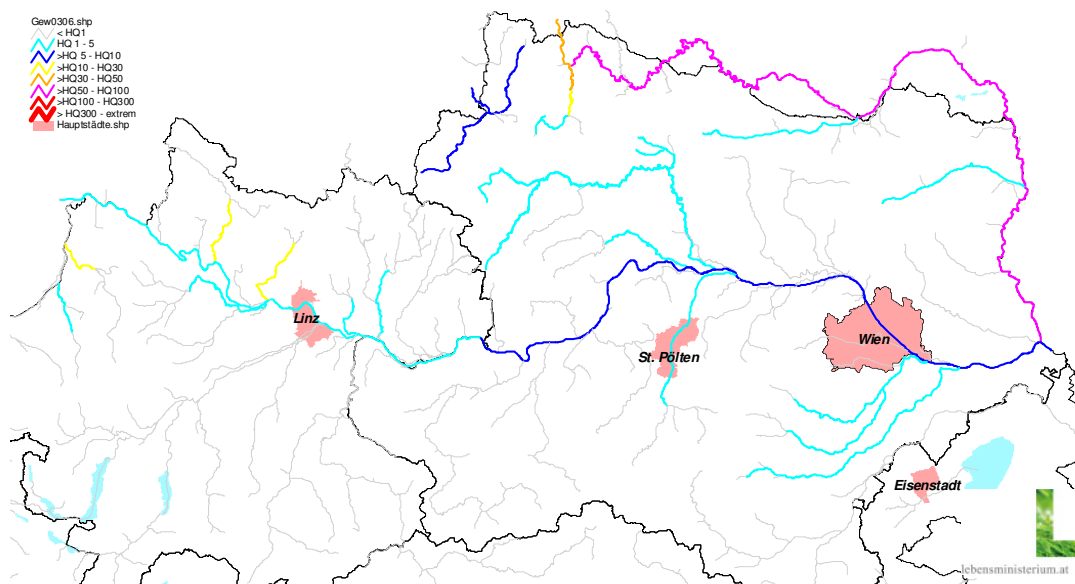 Gew0306.shp
< HQ1
HQ 1 - 5
>HQ 5 - HQ10
>HQ10 - HQ30
>HQ30 - HQ50
>HQ50 - HQ100
>HQ100 - HQ300
> HQ300 - extrem
Hauptstädte.shp
Linz
Wien
St. Pölten
Eisenstadt
lebensministerium.at